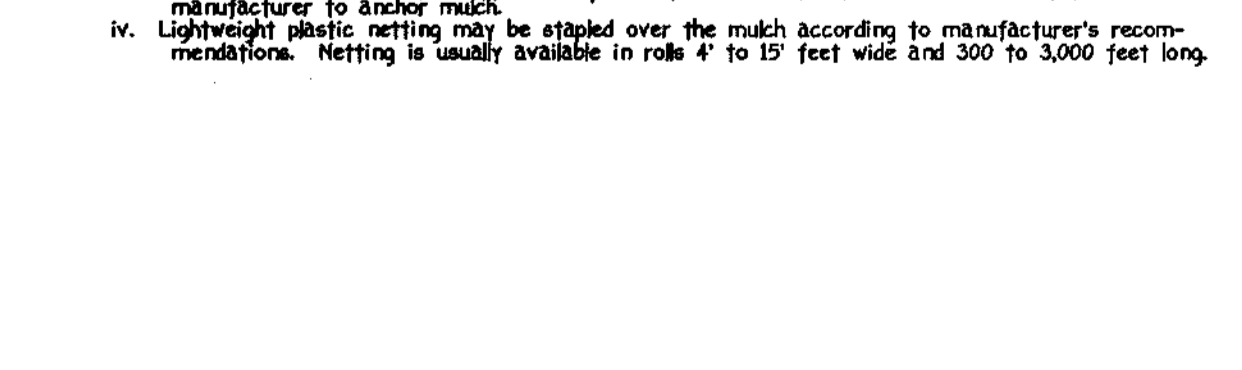 manufacturer to anchor mulch.
iv. Lightweight plastic netting may be stapled over the mulch according to manufacturer's recom-
mendations. Netting is usually available in rolls 4' to 15' feet wide and 300 to 3,000 feet long.